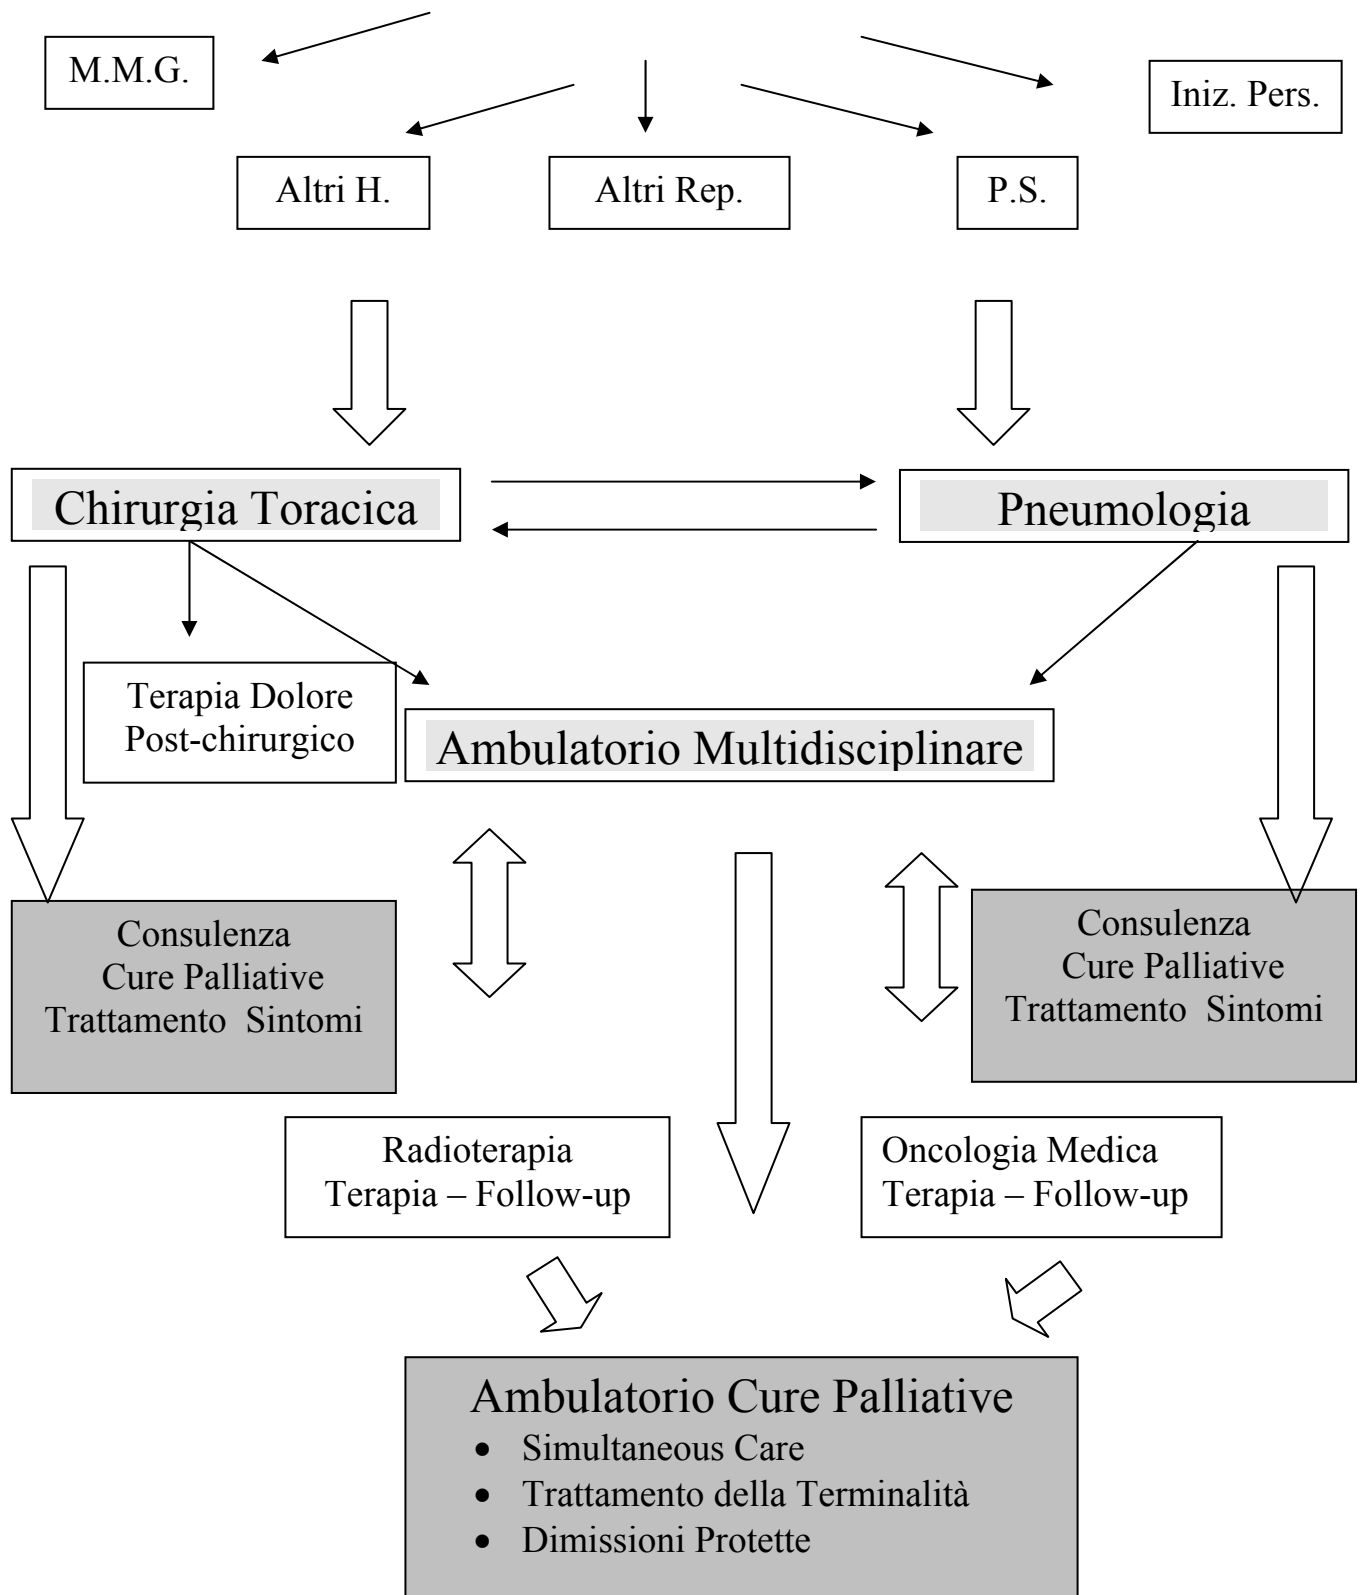 M.M.G.
Iniz. Pers.
Altri H.
Altri Rep.
P.S.
Chirurgia Toracica
Pneumologia
Terapia Dolore
Post-chirurgico
Ambulatorio Multidisciplinare
Consulenza
Cure Palliative
Trattamento Sintomi
Consulenza
Cure Palliative
Trattamento Sintomi
Radioterapia
Terapia – Follow-up
Oncologia Medica
Terapia – Follow-up
Ambulatorio Cure Palliative
• Simultaneous Care
• Trattamento della Terminalità
• Dimissioni Protette